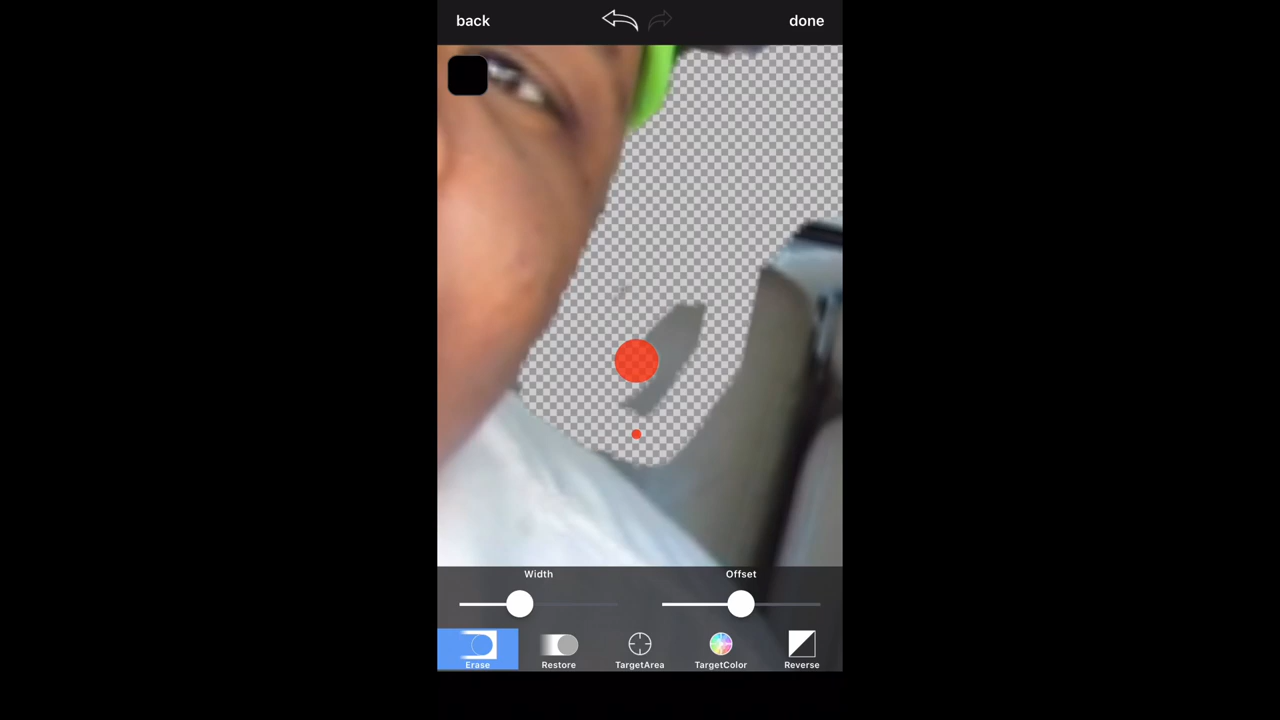 back
done
Width
Offset
Erase
Restore
TargetArea
TargetColor
Reverse